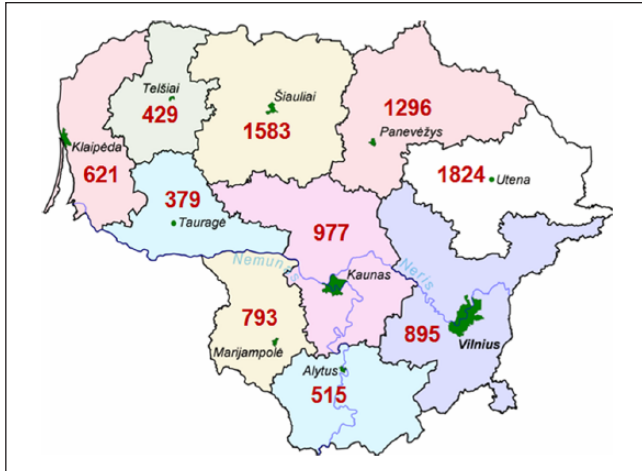 Telšiai
429
Šiauliai
1583
1296
Panevėžys
Klaipėda
621
1824
Utena
379
Tauragė
977
Nemunas
Neris
Kaunas
793
Marijampolė
895
Vilnius
Alytus
515